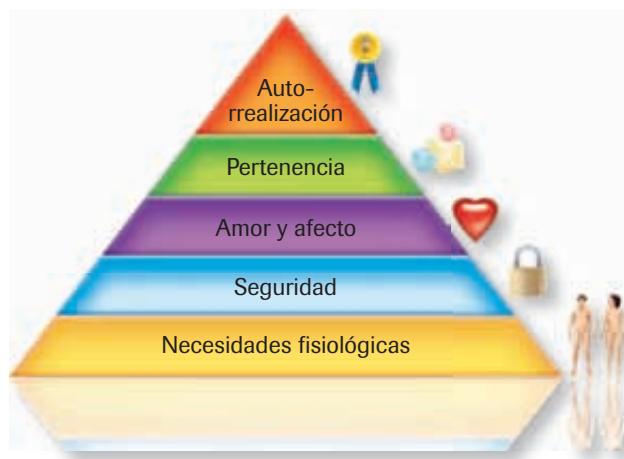 Auto-
rrealización
Pertenencia
Amor y afecto
Seguridad
Necesidades fisiológicas